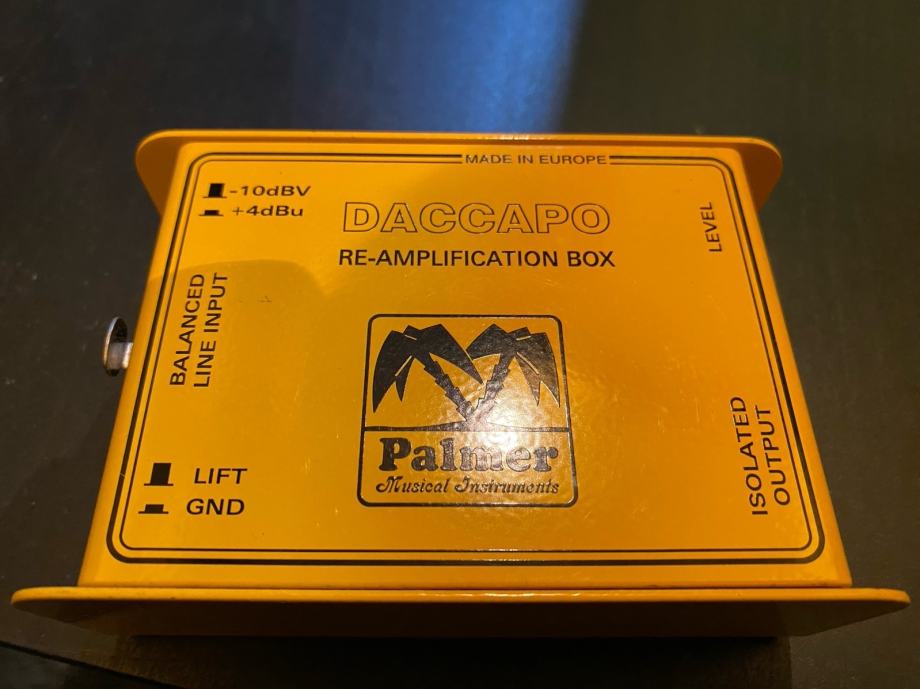 MADE IN EUROPE
-10dBV
+4dBu
DACCAPO
RE-AMPLIFICATION BOX
LEVEL
BALANCED
LINE INPUT
Palmer
Musical Instruments
ISOLATED
OUTPUT
LIFT
GND